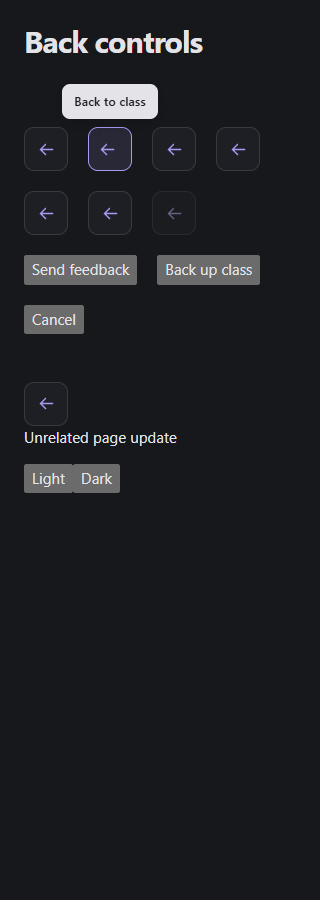 Back controls
Back to class
Send feedback
Back up class
Cancel
Unrelated page update
Light
Dark